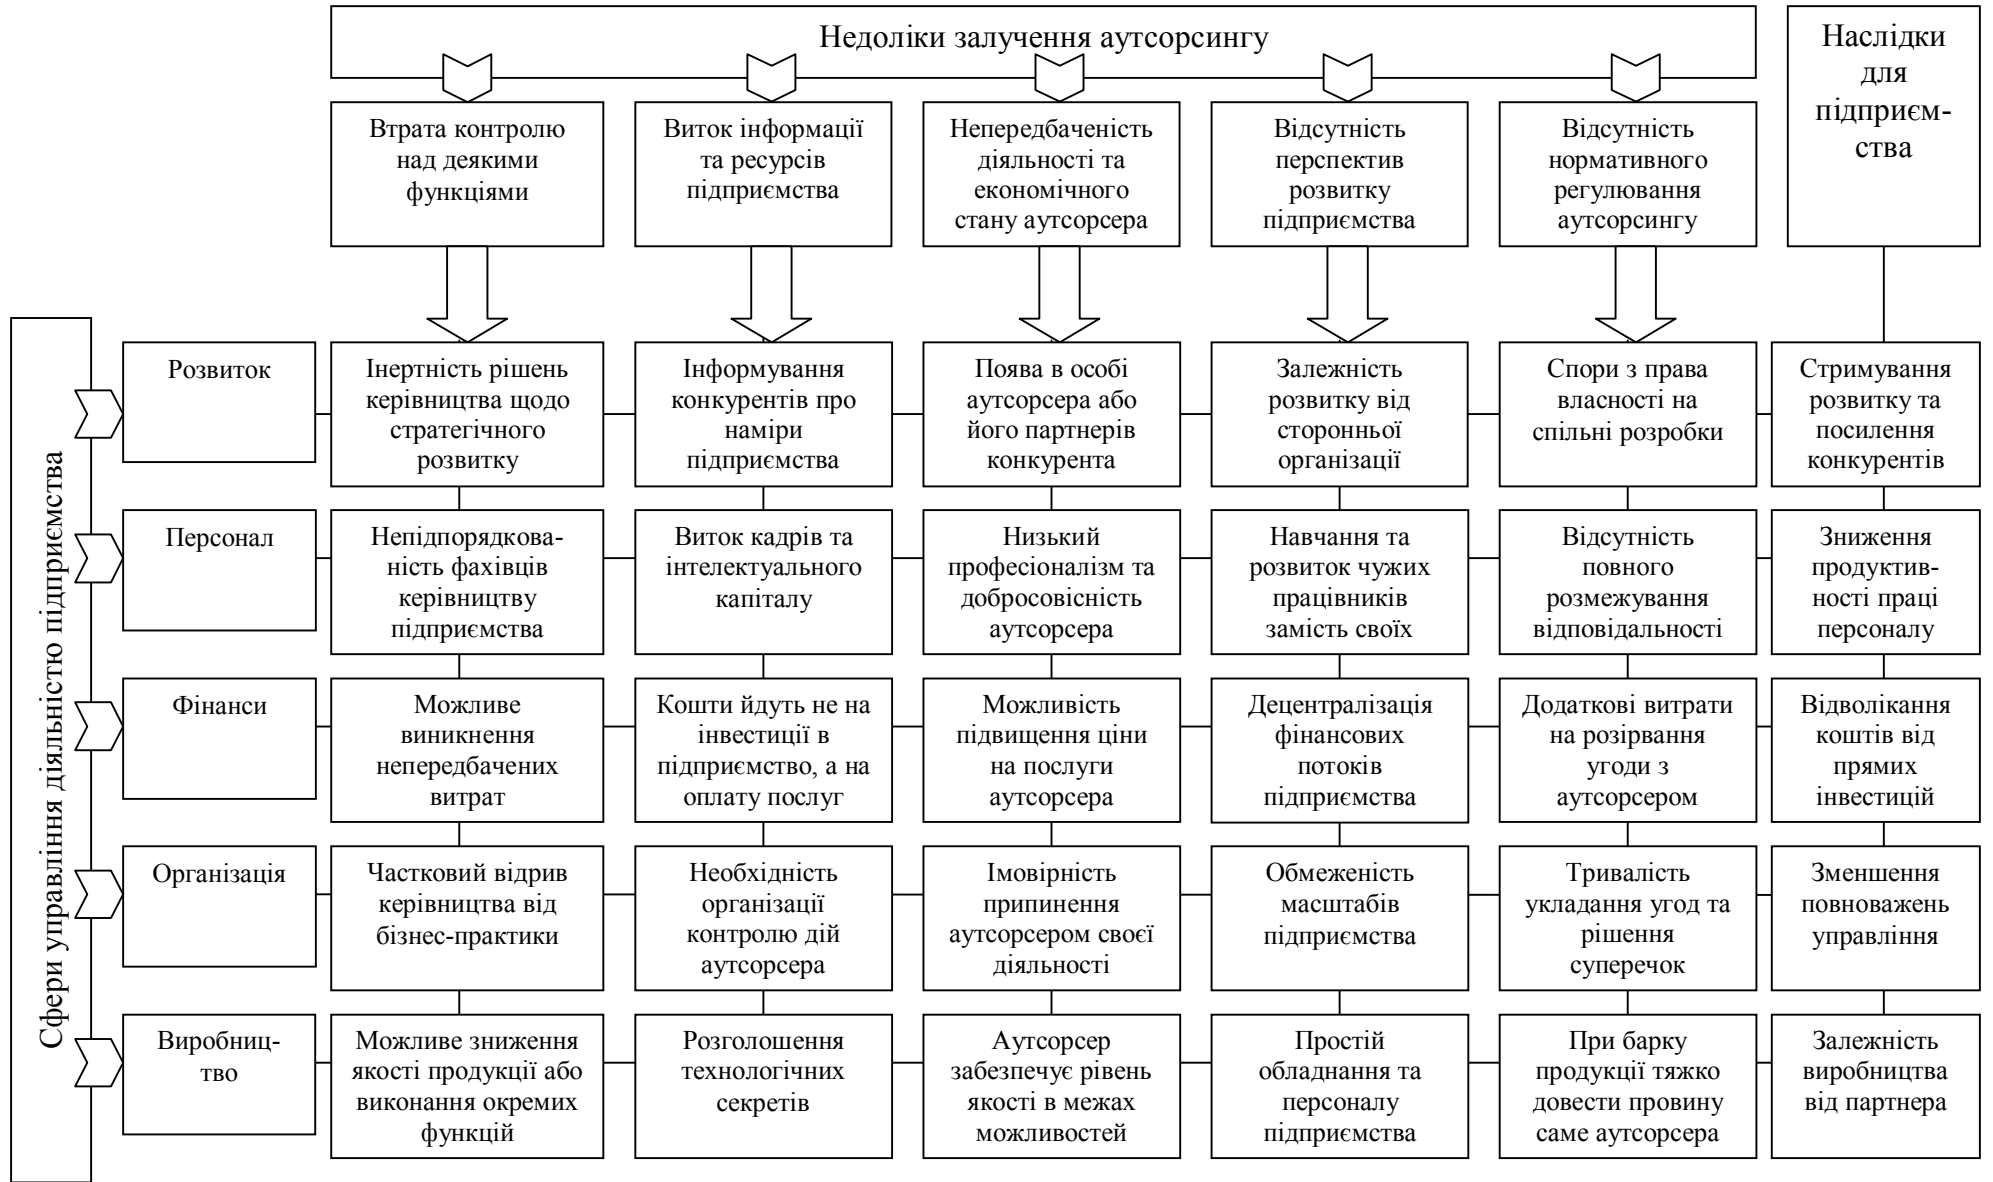 Недоліки залучення аутсорсингу
Наслідки
для
підприєм-
ства
Втрата контролю
над деякими
функціями
Виток інформації
та ресурсів
підприємства
Непередбаченість
діяльності та
економічного
стану аутсорсера
Відсутність
перспектив
розвитку
підприємства
Відсутність
нормативного
регулювання
аутсорсингу
Сфери управління діяльністю підприємства
Розвиток
Інертність рішень
керівництва щодо
стратегічного
розвитку
Інформування
конкурентів про
наміри
підприємства
Поява в особі
аутсорсера або
його партнерів
конкурента
Залежність
розвитку від
сторонньої
організації
Спори з права
власності на
спільні розробки
Стримування
розвитку та
посилення
конкурентів
Персонал
Непідпорядкова-
ність фахівців
керівництву
підприємства
Виток кадрів та
інтелектуального
капіталу
Низький
професіоналізм та
добросовісність
аутсорсера
Навчання та
розвиток чужих
працівників
замість своїх
Відсутність
повного
розмежування
відповідальності
Зниження
продуктив-
ності праці
персоналу
Фінанси
Можливе
виникнення
непередбачених
витрат
Кошти йдуть не на
інвестиції в
підприємство, а на
оплату послуг
Можливість
підвищення ціни
на послуги
аутсорсера
Децентралізація
фінансових
потоків
підприємства
Додаткові витрати
на розірвання
угоди з
аутсорсером
Відволікання
коштів від
прямих
інвестицій
Організація
Частковий відрив
керівництва від
бізнес-практики
Необхідність
організації
контролю дій
аутсорсера
Імовірність
припинення
аутсорсером своєї
діяльності
Обмеженість
масштабів
підприємства
Тривалість
укладання угод та
рішення
суперечок
Зменшення
повноважень
управління
Виробниц-
тво
Можливе зниження
якості продукції або
виконання окремих
функцій
Розголошення
технологічних
секретів
Аутсорсер
забезпечує рівень
якості в межах
можливостей
Простій
обладнання та
персоналу
підприємства
При барку
продукції тяжко
довести провину
саме аутсорсера
Залежність
виробництва
від партнера